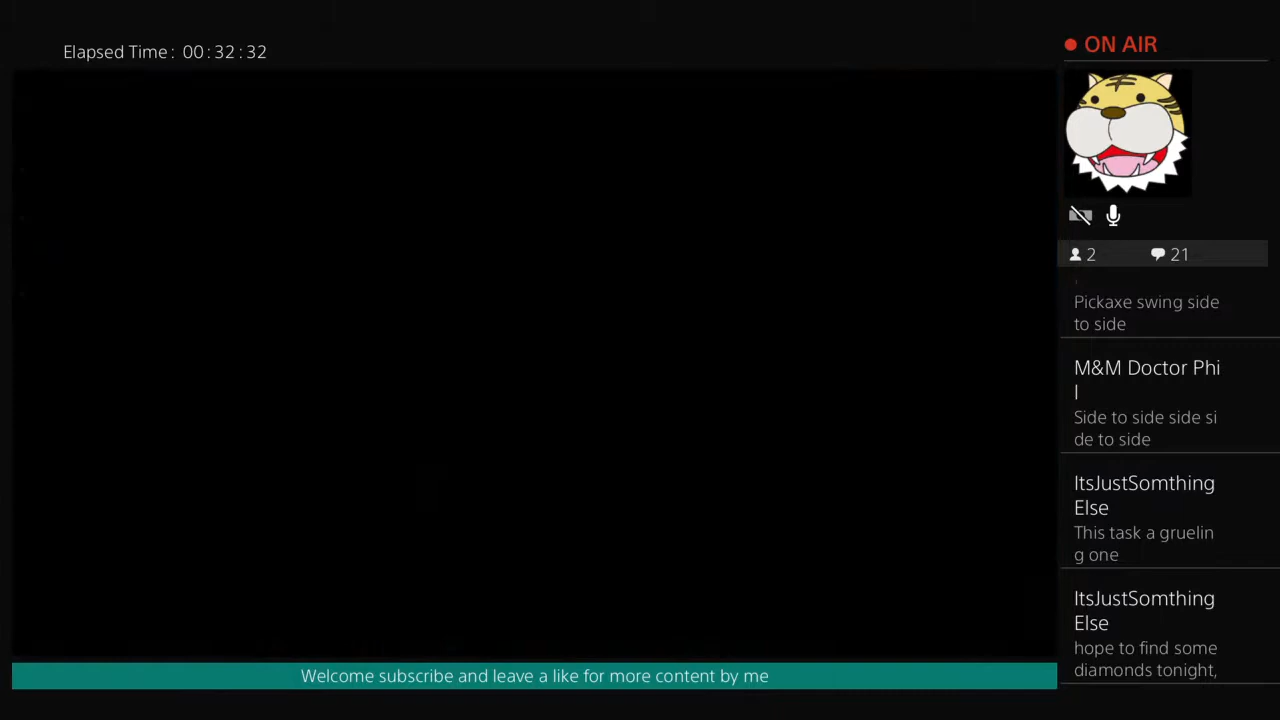 Elapsed Time: 00:32:32
ON AIR
2 21
Pickaxe swing side
to side
M&M Doctor Phi
l
Side to side side si
de to side
ItsJustSomthing
Else
This task a gruelin
g one
ItsJustSomthing
Else
hope to find some
diamonds tonight,
Welcome subscribe and leave a like for more content by me